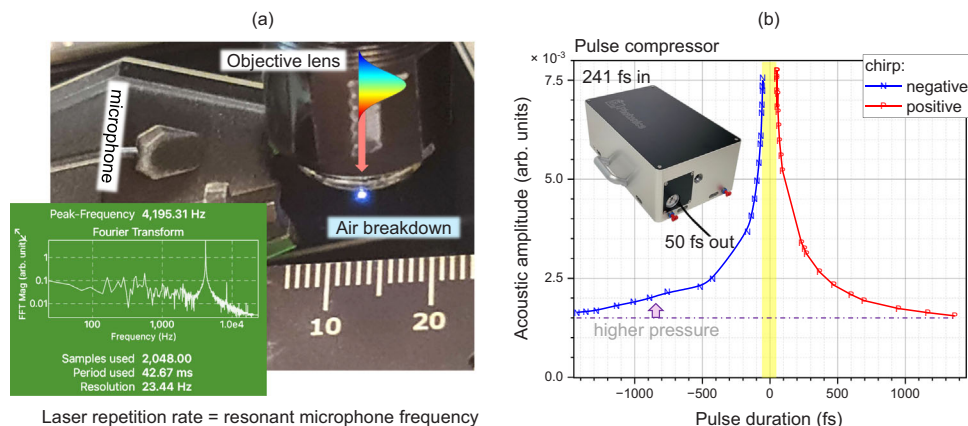 (a)
Objective lens
microphone
Air breakdown
10
20
Peak-Frequency 4,195.31 Hz
Fourier Transform
FFT Mag (arb. unit)
1
0.1
0.01
100
1,000
1.0e4
Frequency (Hz)
Samples used 2,048.00
Period used 42.67 ms
Resolution 23.44 Hz
Laser repetition rate = resonant microphone frequency
(b)
Pulse compressor
×10⁻³
241 fs in
50 fs out
chirp:
N negative
P positive
higher pressure
Acoustic amplitude (arb. units)
7.5
5.0
2.5
0.0
−1000
−500
0
500
1000
Pulse duration (fs)